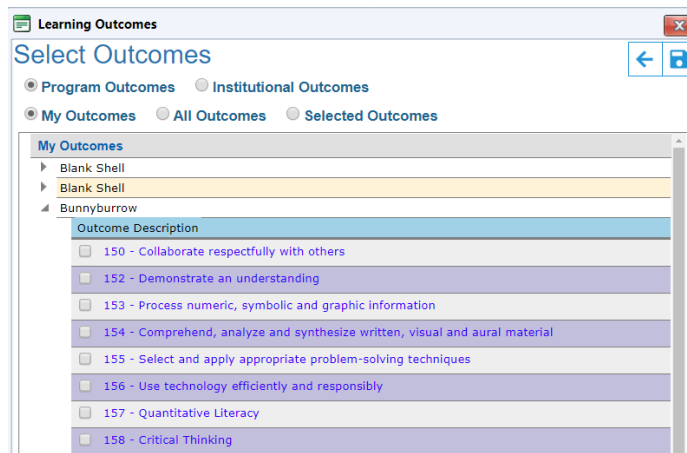 Learning Outcomes
Select Outcomes
Program Outcomes Institutional Outcomes
My Outcomes All Outcomes Selected Outcomes
My Outcomes
Blank Shell
Blank Shell
Bunnyburrow
Outcome Description
150 - Collaborate respectfully with others
152 - Demonstrate an understanding
153 - Process numeric, symbolic and graphic information
154 - Comprehend, analyze and synthesize written, visual and aural material
155 - Select and apply appropriate problem-solving techniques
156 - Use technology efficiently and responsibly
157 - Quantitative Literacy
158 - Critical Thinking